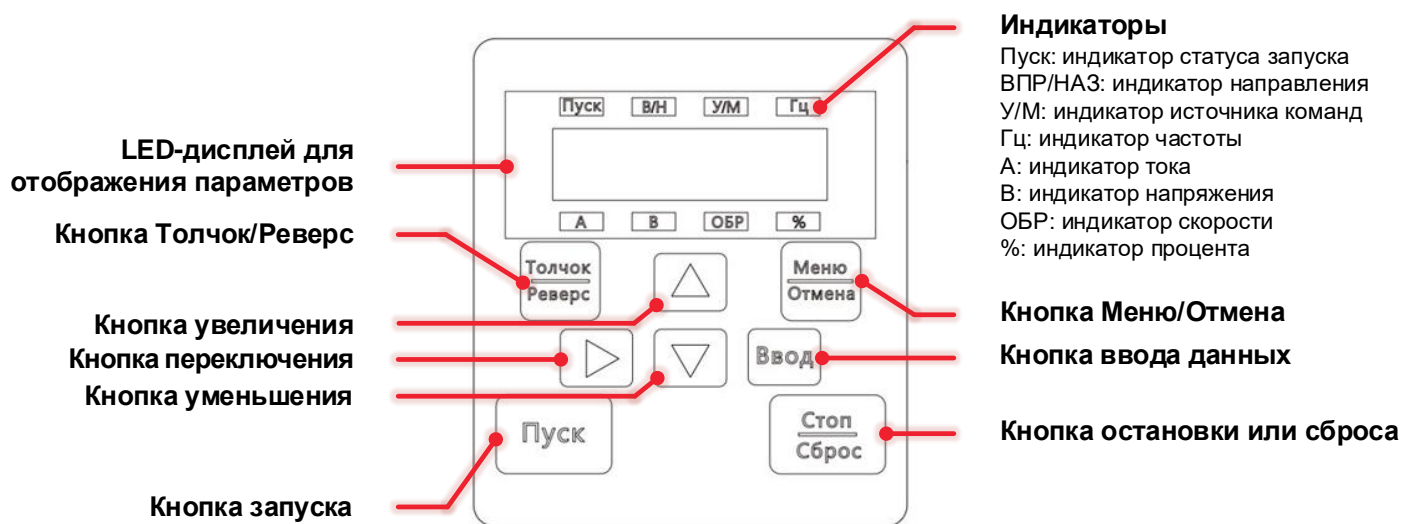 Индикаторы
Пуск: индикатор статуса запуска
ВПР/НАЗ: индикатор направления
У/М: индикатор источника команд
Гц: индикатор частоты
А: индикатор тока
В: индикатор напряжения
ОБР: индикатор скорости
%: индикатор процента
Пуск В/Н У/М Гц
LED-дисплей для
отображения параметров
А В ОБР %
Кнопка Толчок/Реверс
Толчок
Реверс
Меню
Отмена
Кнопка увеличения
Кнопка Меню/Отмена
Кнопка переключения
Ввод
Кнопка ввода данных
Кнопка уменьшения
Пуск
Стоп
Сброс
Кнопка остановки или сброса
Кнопка запуска